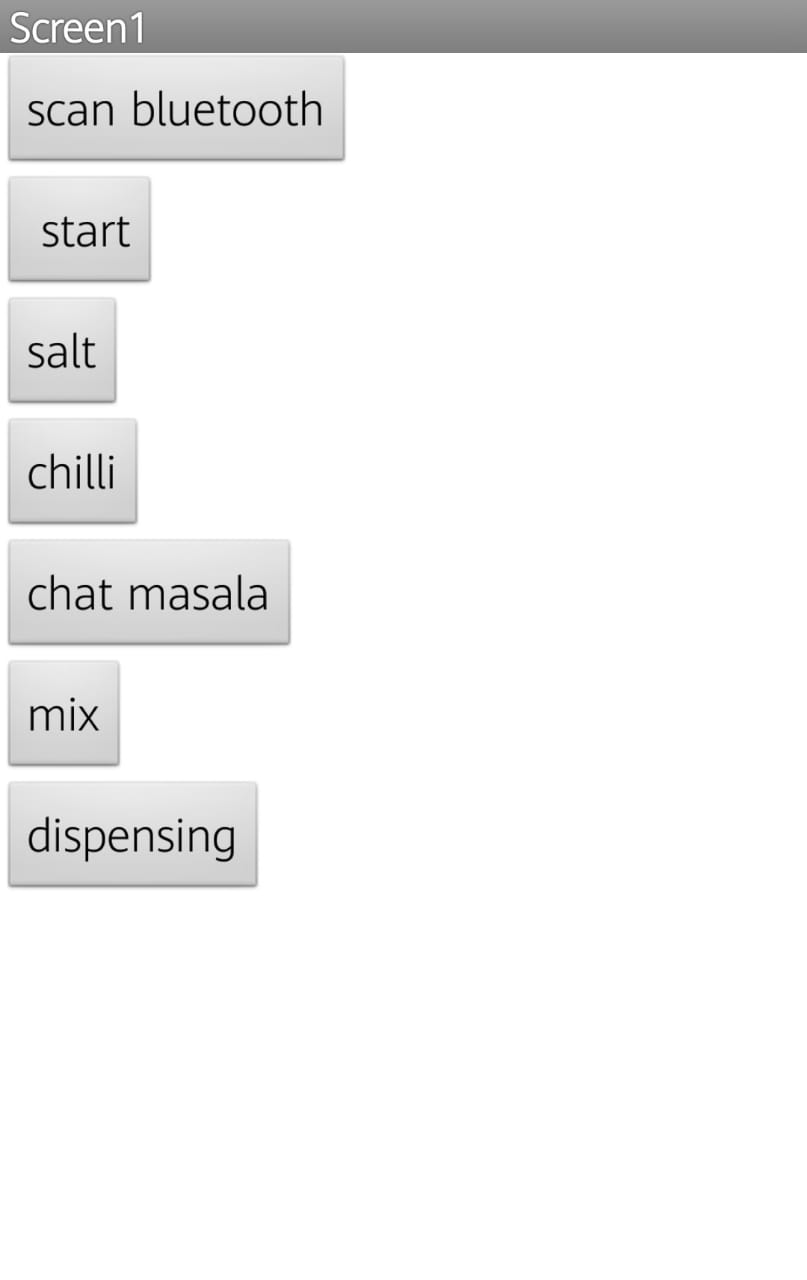 Screen1
scan bluetooth
start
salt
chilli
chat masala
mix
dispensing